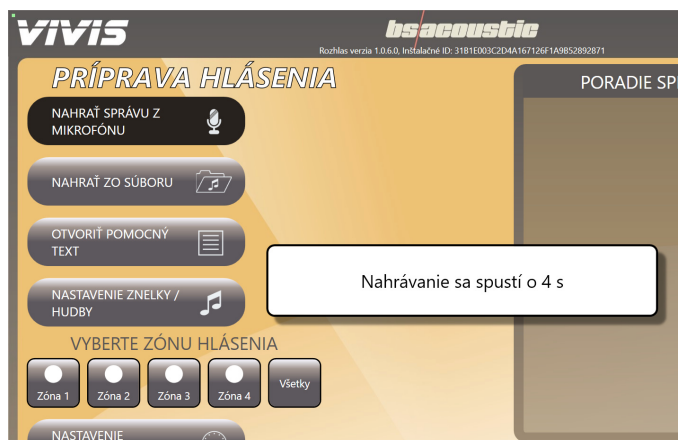 VIVIS
bsacoustic
Rozhlas verzia 1.0.6.0, Inštalačné ID: 31B1E003C2D4A167126F1A9B52892871
PRÍPRAVA HLÁSENIA
PORADIE
NAHRAŤ SPRÁVU Z
MIKROFÓNU
NAHRAŤ ZO SÚBORU
OTVORIŤ POMOCNÝ
TEXT
Nahrávanie sa spustí o 4 s
NASTAVENIE ZNELKY /
HUDBY
VYBERTE ZÓNU HLÁSENIA
Zóna 1
Zóna 2
Zóna 3
Zóna 4
Všetky
NASTAVENIE